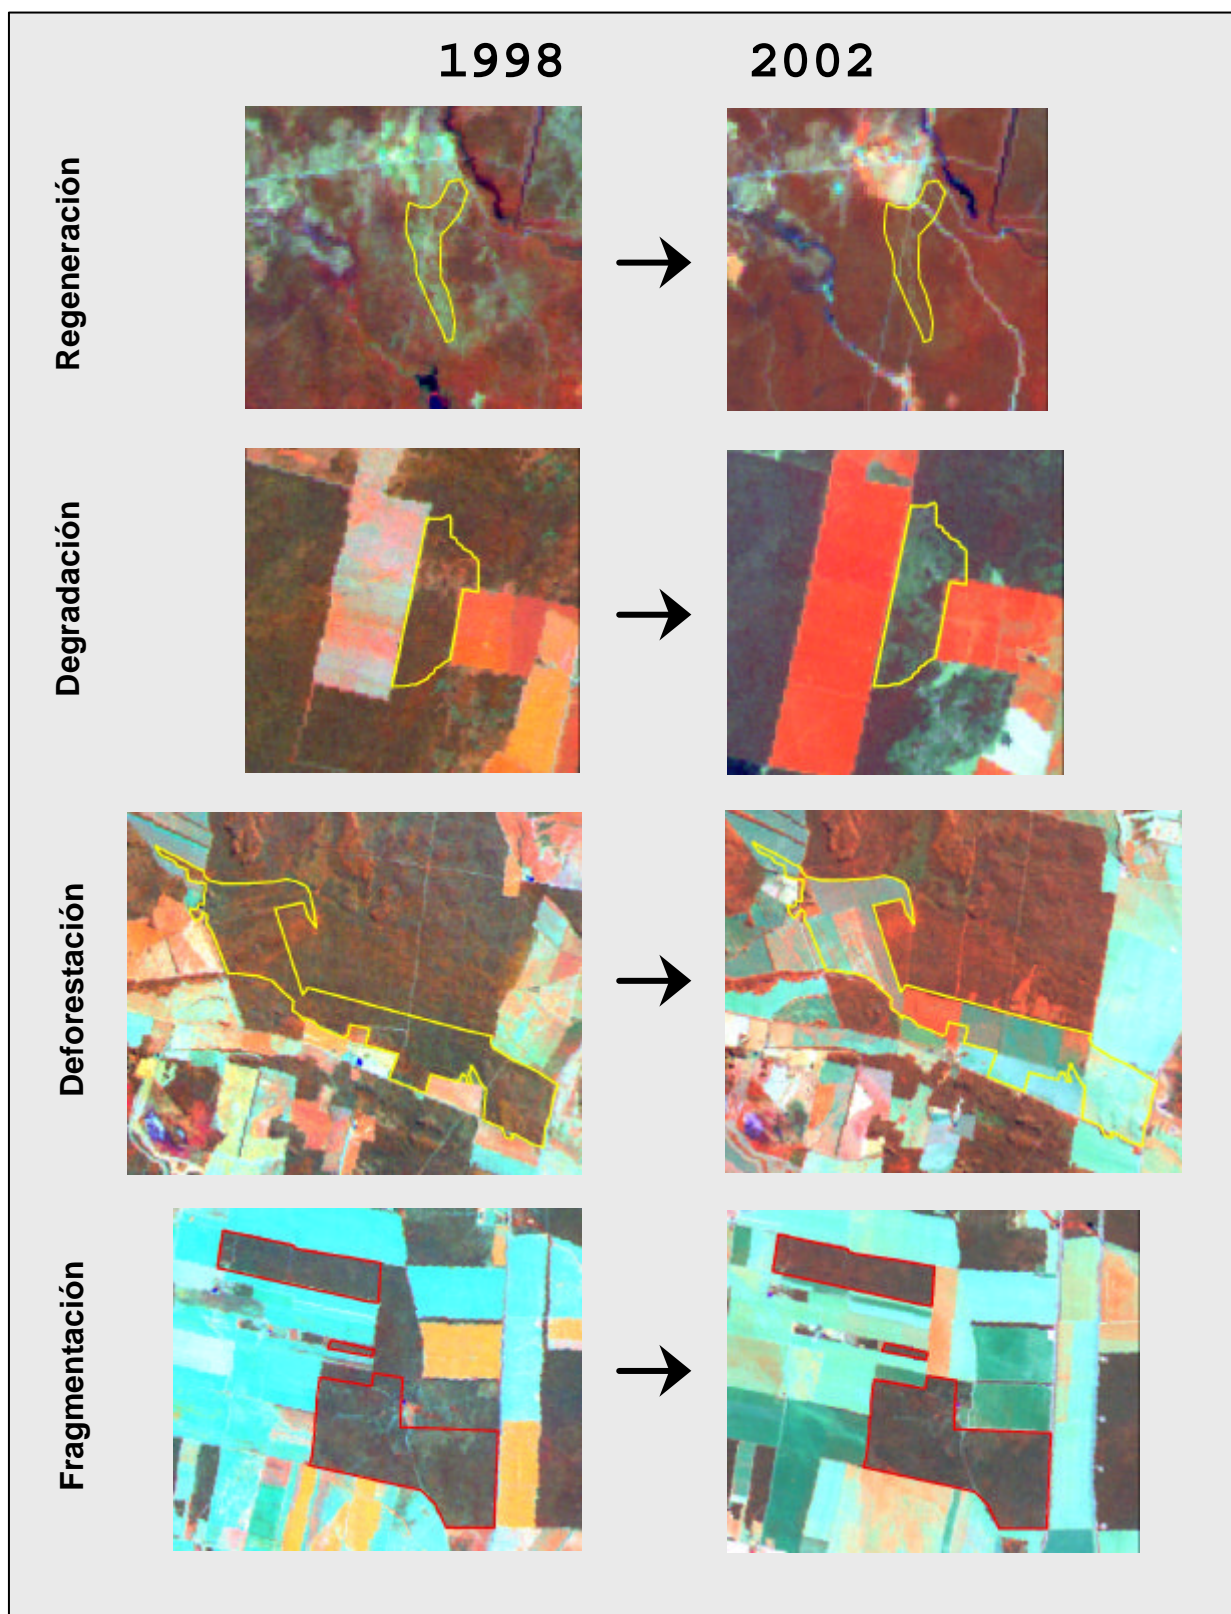 1998 2002
Regeneración
Degradación
Deforestación
Fragmentación